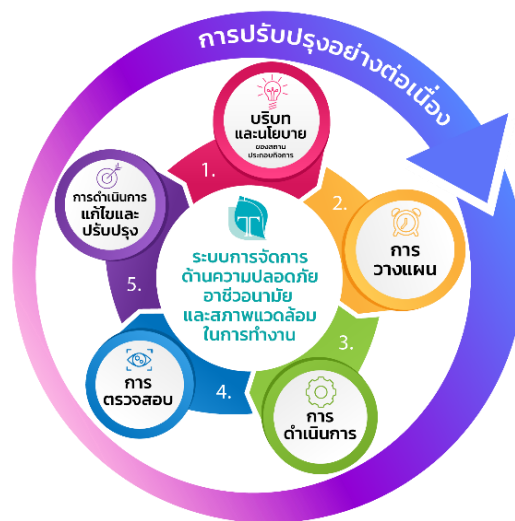 การปรับปรุงอย่างต่อเนื่อง
1.
บริบท
และนโยบาย
ของสถาน
ประกอบกิจการ
2.
การ
วางแผน
3.
การ
ดำเนินการ
4.
การ
ตรวจสอบ
5.
การดำเนินการ
แก้ไขและ
ปรับปรุง
ระบบการจัดการ
ด้านความปลอดภัย
อาชีวอนามัย
และสภาพแวดล้อม
ในการทำงาน